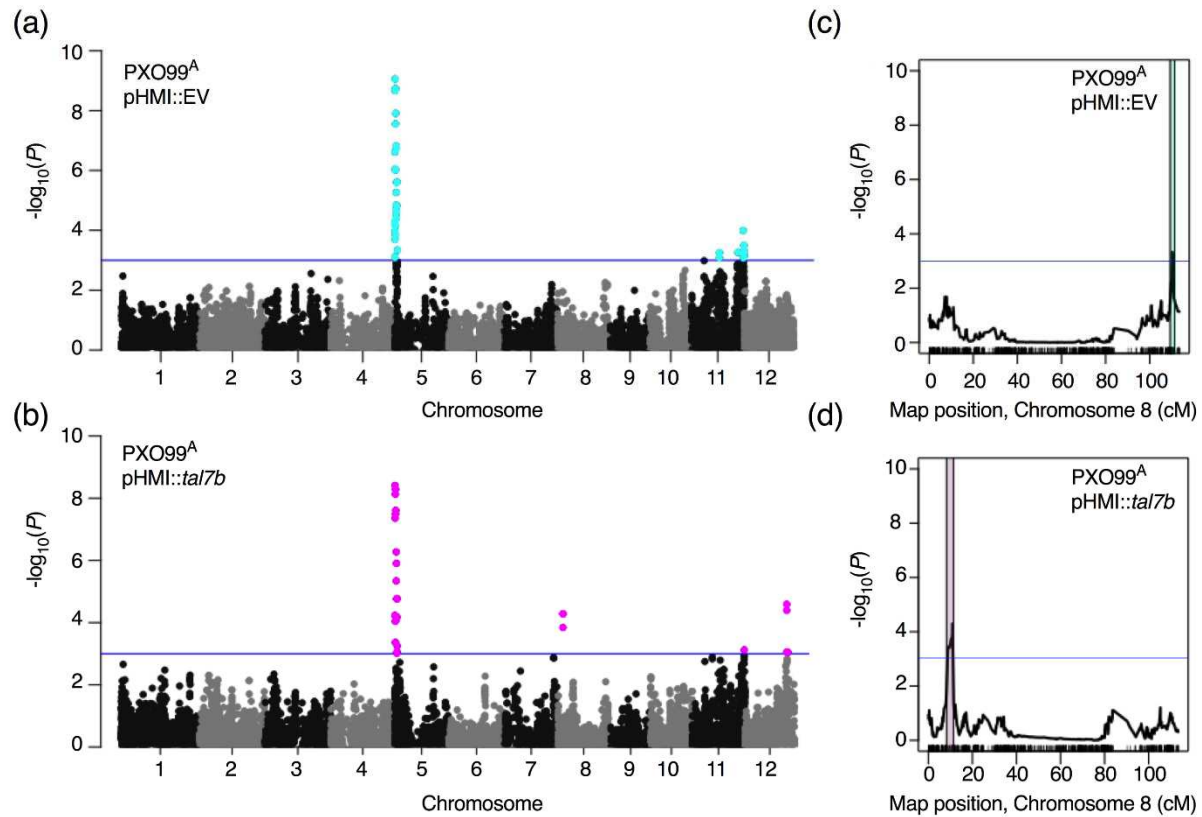 (a)
PXO99A
pHMI::EV
10
8
6
4
2
0
-log10(P)
1 2 3 4 5 6 7 8 9 10 11 12
Chromosome
(b)
PXO99A
pHMI::tal7b
10
8
6
4
2
0
-log10(P)
1 2 3 4 5 6 7 8 9 10 11 12
Chromosome
(c)
PXO99A
pHMI::EV
10
8
6
4
2
0
-log10(P)
0 20 40 60 80 100
Map position, Chromosome 8 (cM)
(d)
PXO99A
pHMI::tal7b
10
8
6
4
2
0
-log10(P)
0 20 40 60 80 100
Map position, Chromosome 8 (cM)